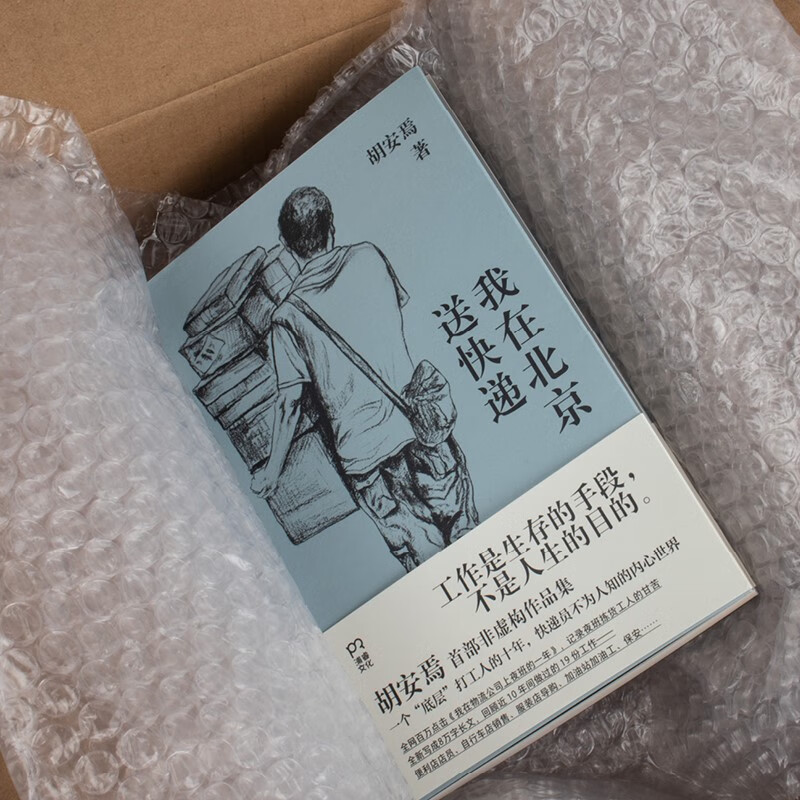 胡安焉
著
我在北京
送快递
工作是生存的手段，
不是人生的目的。
胡安焉 首部非虚构作品集
一个“底层”打工人的十年，快递员不为人知的内心世界
全网百万点击《我在物流公司上夜班的一年》，记录夜班拣货工人的甘苦
全新写成8万字长文，回顾近10年间做过的19份工作——
便利店店员、自行车店销售、服装店导购、加油站加油工、保安……
浦睿
文化